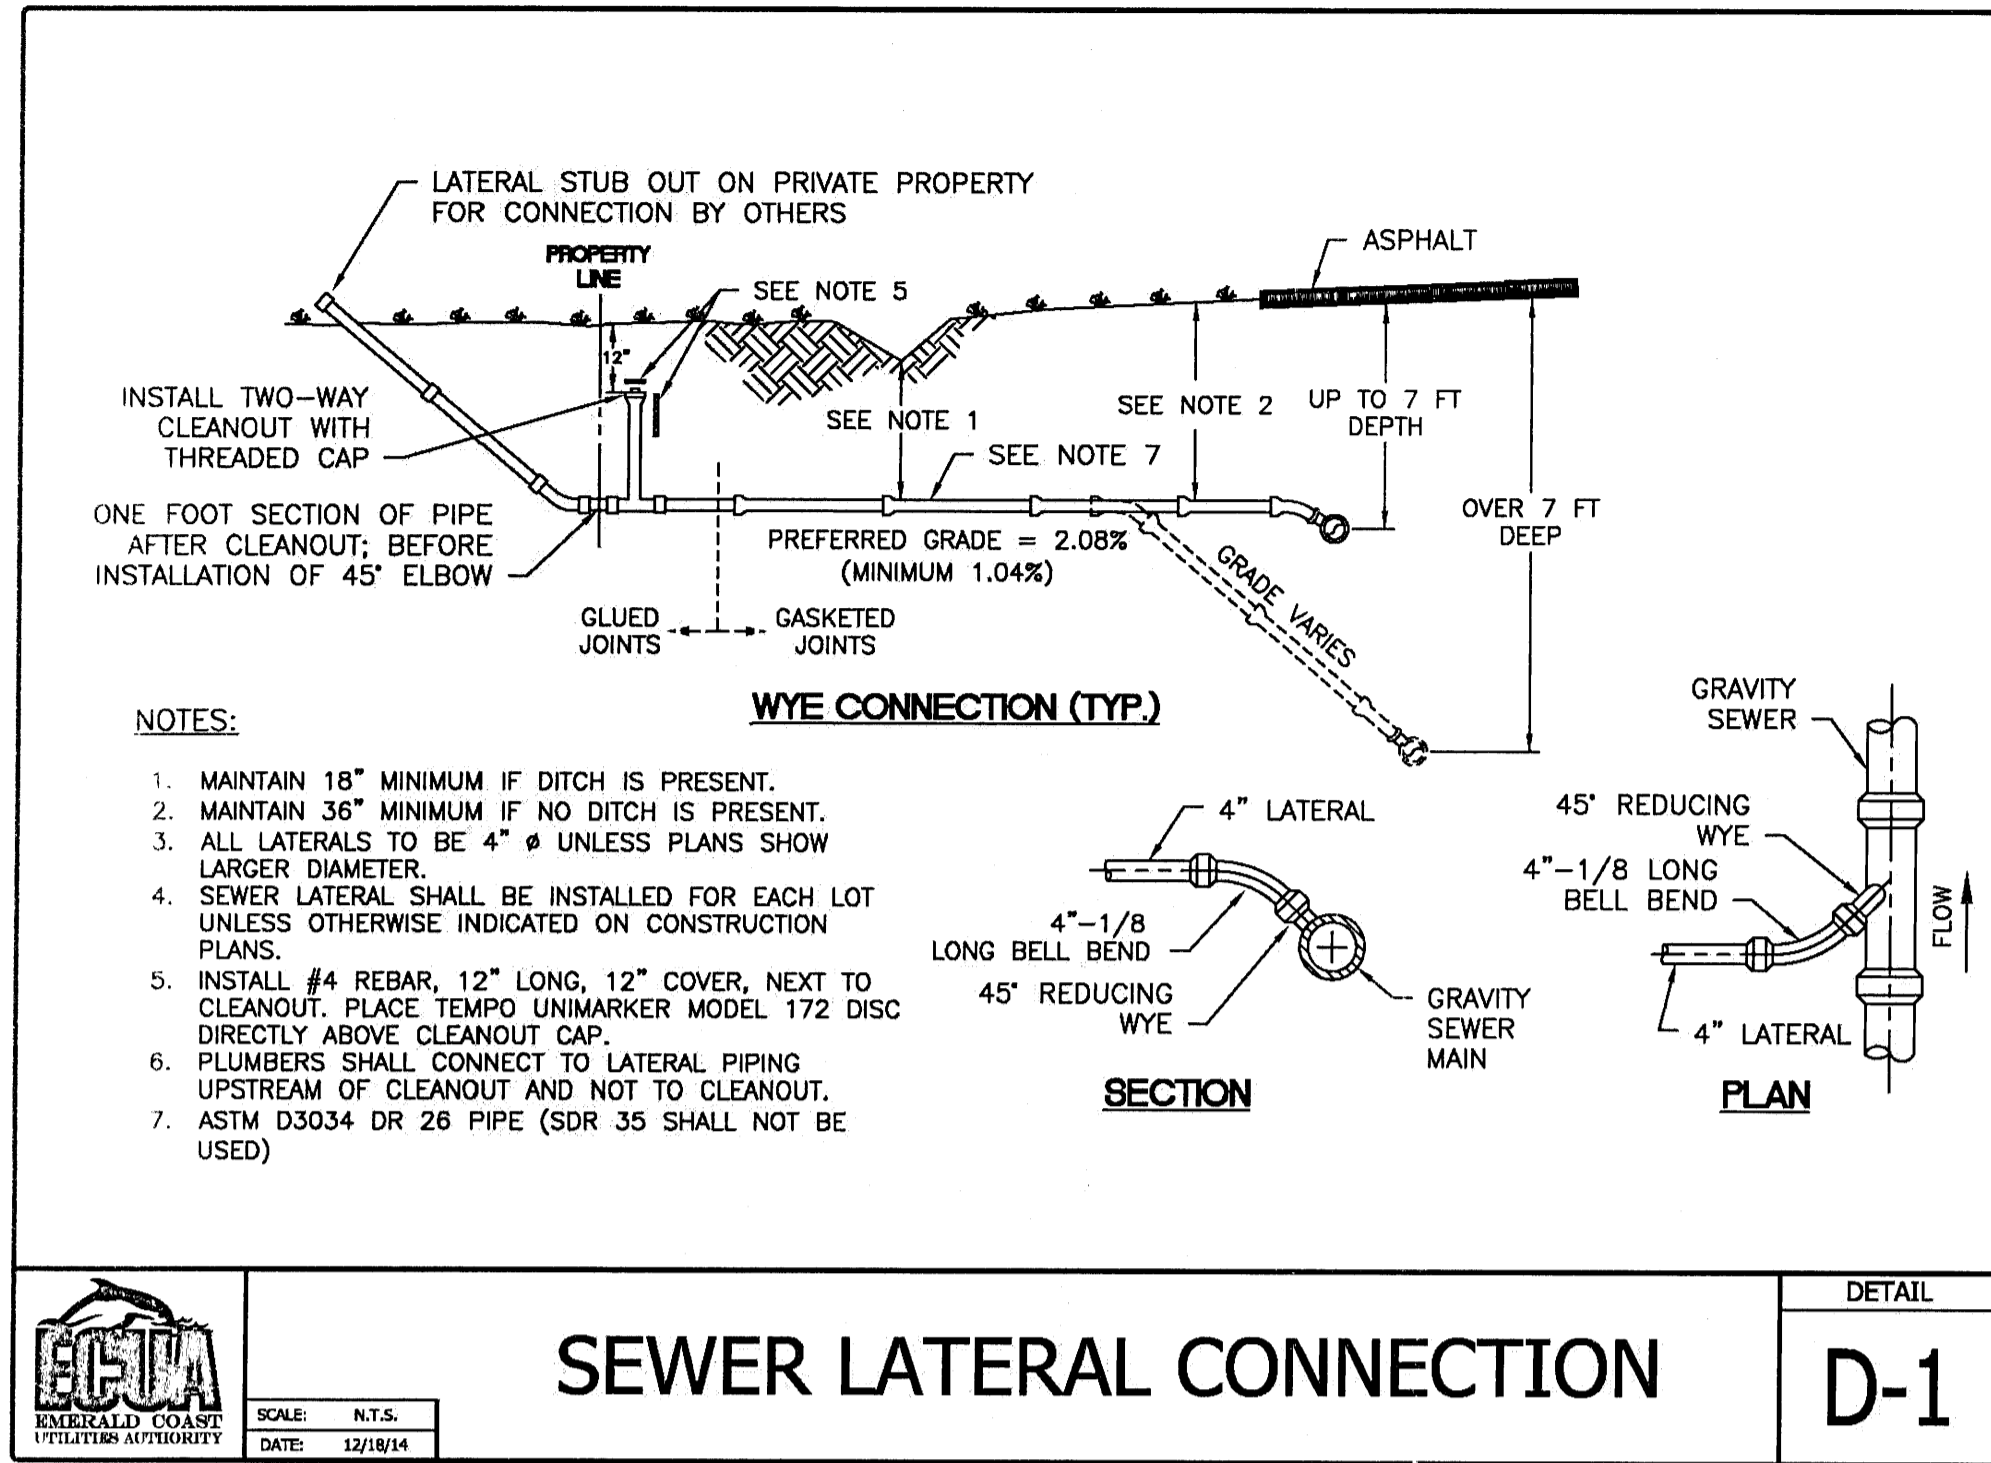 LATERAL STUB OUT ON PRIVATE PROPERTY
FOR CONNECTION BY OTHERS
PROPERTY
LINE
SEE NOTE 5
ASPHALT
12"
INSTALL TWO-WAY
CLEANOUT WITH
THREADED CAP
SEE NOTE 1
SEE NOTE 2
UP TO 7 FT
DEPTH
SEE NOTE 7
OVER 7 FT
DEEP
ONE FOOT SECTION OF PIPE
AFTER CLEANOUT; BEFORE
INSTALLATION OF 45° ELBOW
PREFERRED GRADE = 2.08%
(MINIMUM 1.04%)
GRADE VARIES
GLUED
JOINTS
GASKETED
JOINTS
WYE CONNECTION (TYP.)
NOTES:
1. MAINTAIN 18" MINIMUM IF DITCH IS PRESENT.
2. MAINTAIN 36" MINIMUM IF NO DITCH IS PRESENT.
3. ALL LATERALS TO BE 4" ø UNLESS PLANS SHOW
LARGER DIAMETER.
4. SEWER LATERAL SHALL BE INSTALLED FOR EACH LOT
UNLESS OTHERWISE INDICATED ON CONSTRUCTION
PLANS.
5. INSTALL #4 REBAR, 12" LONG, 12" COVER, NEXT TO
CLEANOUT. PLACE TEMPO UNIMARKER MODEL 172 DISC
DIRECTLY ABOVE CLEANOUT CAP.
6. PLUMBERS SHALL CONNECT TO LATERAL PIPING
UPSTREAM OF CLEANOUT AND NOT TO CLEANOUT.
7. ASTM D3034 DR 26 PIPE (SDR 35 SHALL NOT BE
USED)
4" LATERAL
4"-1/8
LONG BELL BEND
45° REDUCING
WYE
GRAVITY
SEWER
MAIN
SECTION
GRAVITY
SEWER
45° REDUCING
WYE
4"-1/8 LONG
BELL BEND
FLOW
4" LATERAL
PLAN
ECUA
EMERALD COAST
UTILITIES AUTHORITY
SCALE: N.T.S.
DATE: 12/18/14
SEWER LATERAL CONNECTION
DETAIL
D-1